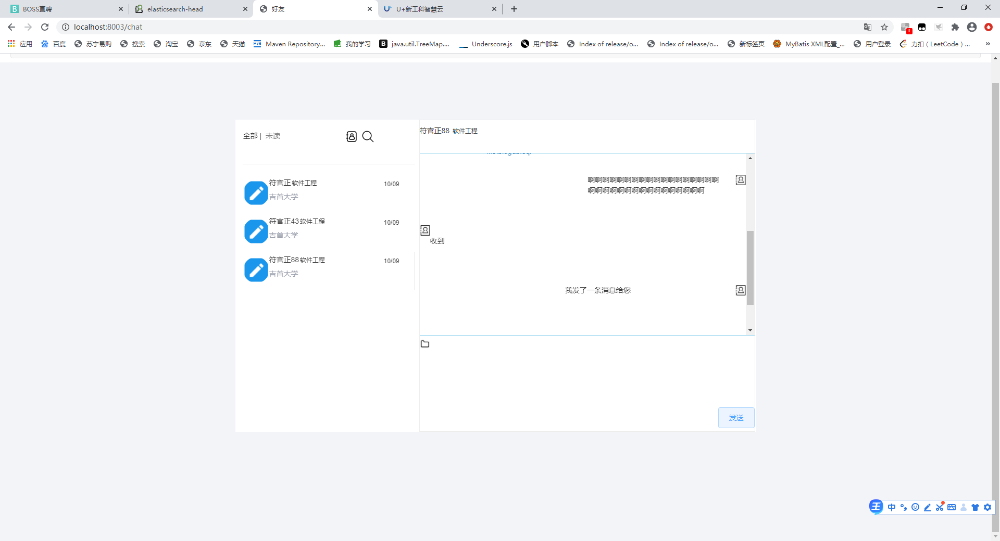 BOSS直聘
elasticsearch-head
好友
U+新工科智慧云
localhost:8003/chat
应用
百度
苏宁易购
搜索
淘宝
京东
天猫
Maven Repository:...
我的学习
java.util.TreeMap....
Underscore.js
用户脚本
Index of release/o...
Index of release/o...
新标签页
MyBatis XML配置_...
用户登录
力扣（LeetCode）...
全部 | 未读
符官正88 软件工程
符官正软件工程
10/09
吉首大学
符官正43软件工程
10/09
吉首大学
符官正88软件工程
10/09
吉首大学
啊啊啊啊啊啊啊啊啊啊啊啊啊啊啊啊啊啊
啊啊啊啊啊啊啊啊啊啊啊啊啊啊啊啊
收到
我发了一条消息给您
发送
中